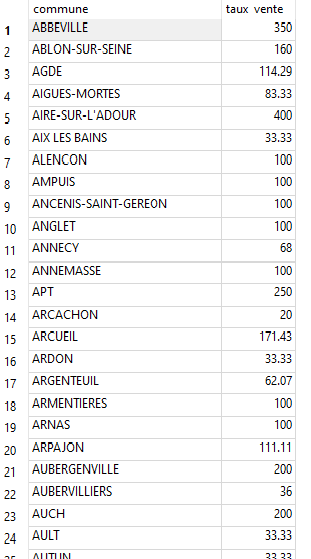 commune taux_vente
1 ABBEVILLE 350
2 ABLON-SUR-SEINE 160
3 AGDE 114.29
4 AIGUES-MORTES 83.33
5 AIRE-SUR-L'ADOUR 400
6 AIX LES BAINS 33.33
7 ALENCON 100
8 AMPUIS 100
9 ANCENIS-SAINT-GEREON 100
10 ANGLET 100
11 ANNECY 68
12 ANNEMASSE 100
13 APT 250
14 ARCACHON 20
15 ARCUEIL 171.43
16 ARDON 33.33
17 ARGENTEUIL 62.07
18 ARMENTIERES 100
19 ARNAS 100
20 ARPAJON 111.11
21 AUBERGENVILLE 200
22 AUBERVILLIERS 36
23 AUCH 200
24 AULT 33.33
AUTUN 33.33